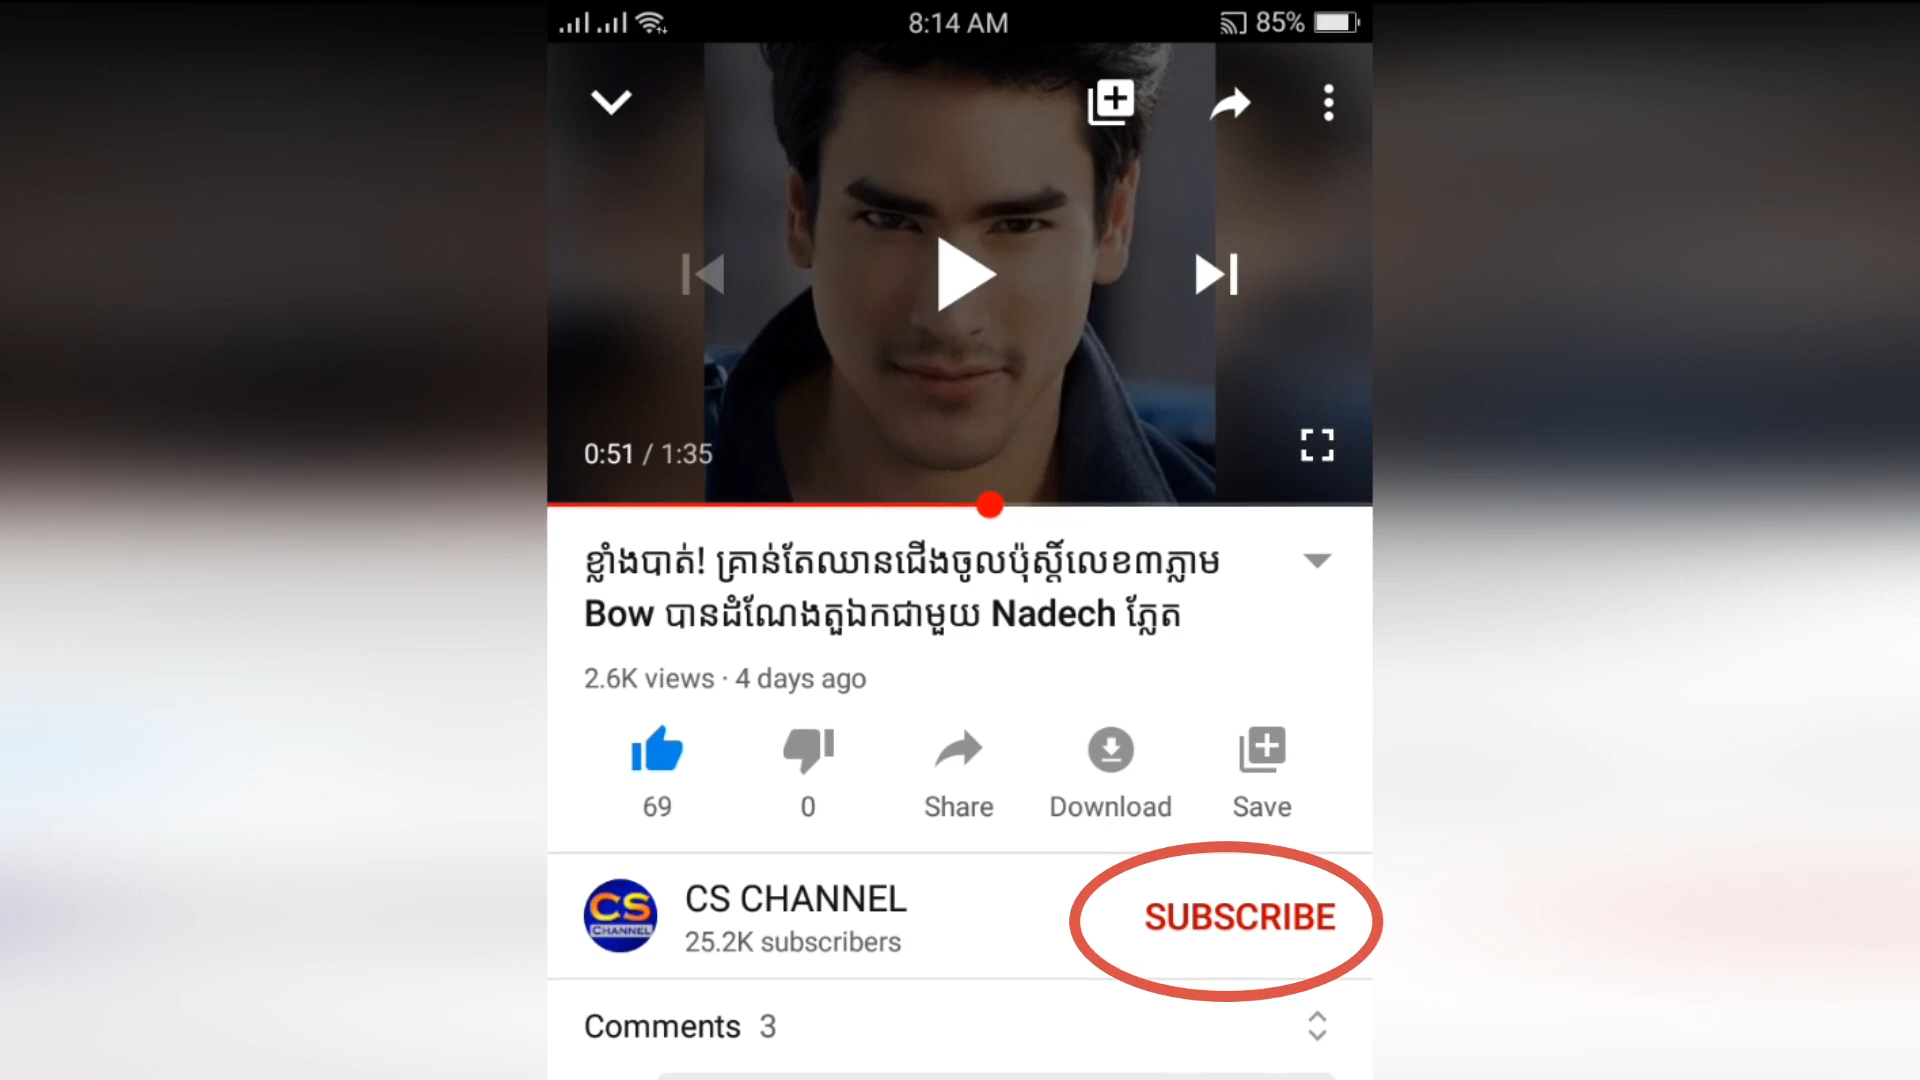 8:14 AM
85%
0:51 / 1:35
ខ្លាំងបាត់! គ្រាន់តែឈានជើងចូលប៉ុស្តិ៍លេខ៣ភ្លាម
Bow បានដំណែងតួឯកជាមួយ Nadech ភ្លែត
2.6K views · 4 days ago
69
0
Share
Download
Save
CS
CHANNEL
CS CHANNEL
25.2K subscribers
SUBSCRIBE
Comments 3